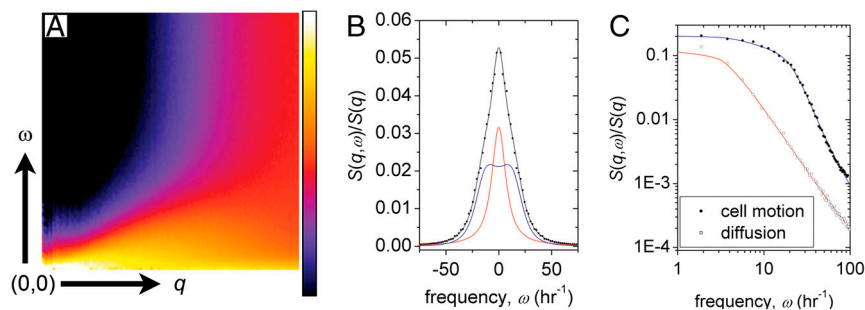 A
ω
(0,0)
q
B
S(q,ω)/S(q)
0.06
0.05
0.04
0.03
0.02
0.01
0.00
-50 0 50
frequency, ω (hr⁻¹)
C
S(q,ω)/S(q)
0.1
0.01
1E-3
1E-4
cell motion
diffusion
1 10 100
frequency, ω (hr⁻¹)